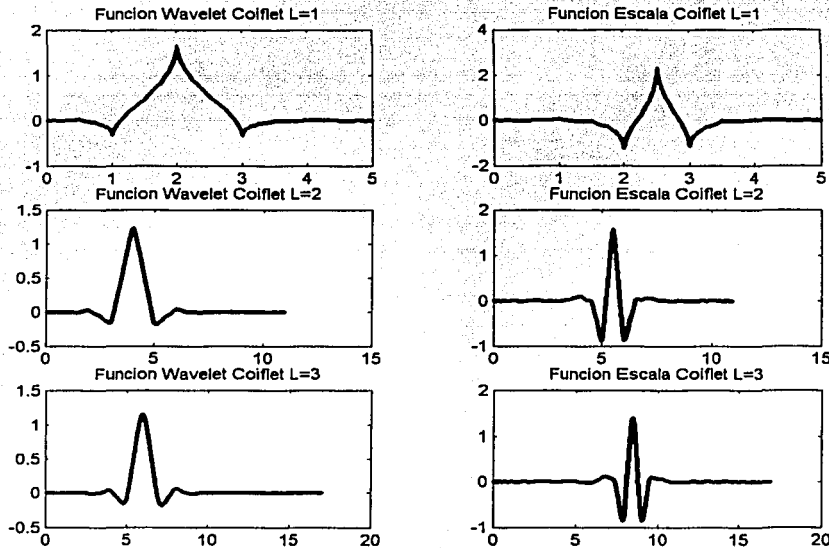 Funcion Wavelet Coiflet L=1
2
1
0
-1
0 1 2 3 4 5
Funcion Escala Coiflet L=1
4
2
0
-2
0 1 2 3 4 5
Funcion Wavelet Coiflet L=2
1.5
1
0.5
0
-0.5
0 5 10 15
Funcion Escala Coiflet L=2
2
1
0
-1
0 5 10 15
Funcion Wavelet Coiflet L=3
1.5
1
0.5
0
-0.5
0 5 10 15 20
Funcion Escala Coiflet L=3
2
1
0
-1
0 5 10 15 20